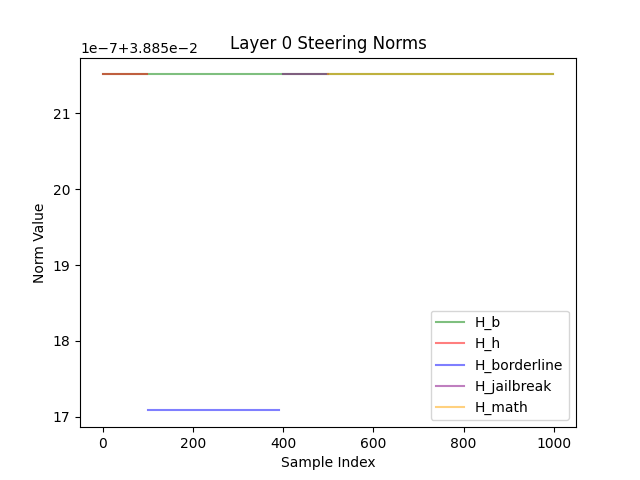 Layer 0 Steering Norms
1e−7+3.885e−2
21
20
19
18
17
Norm Value
0
200
400
600
800
1000
Sample Index
H_b
H_h
H_borderline
H_jailbreak
H_math